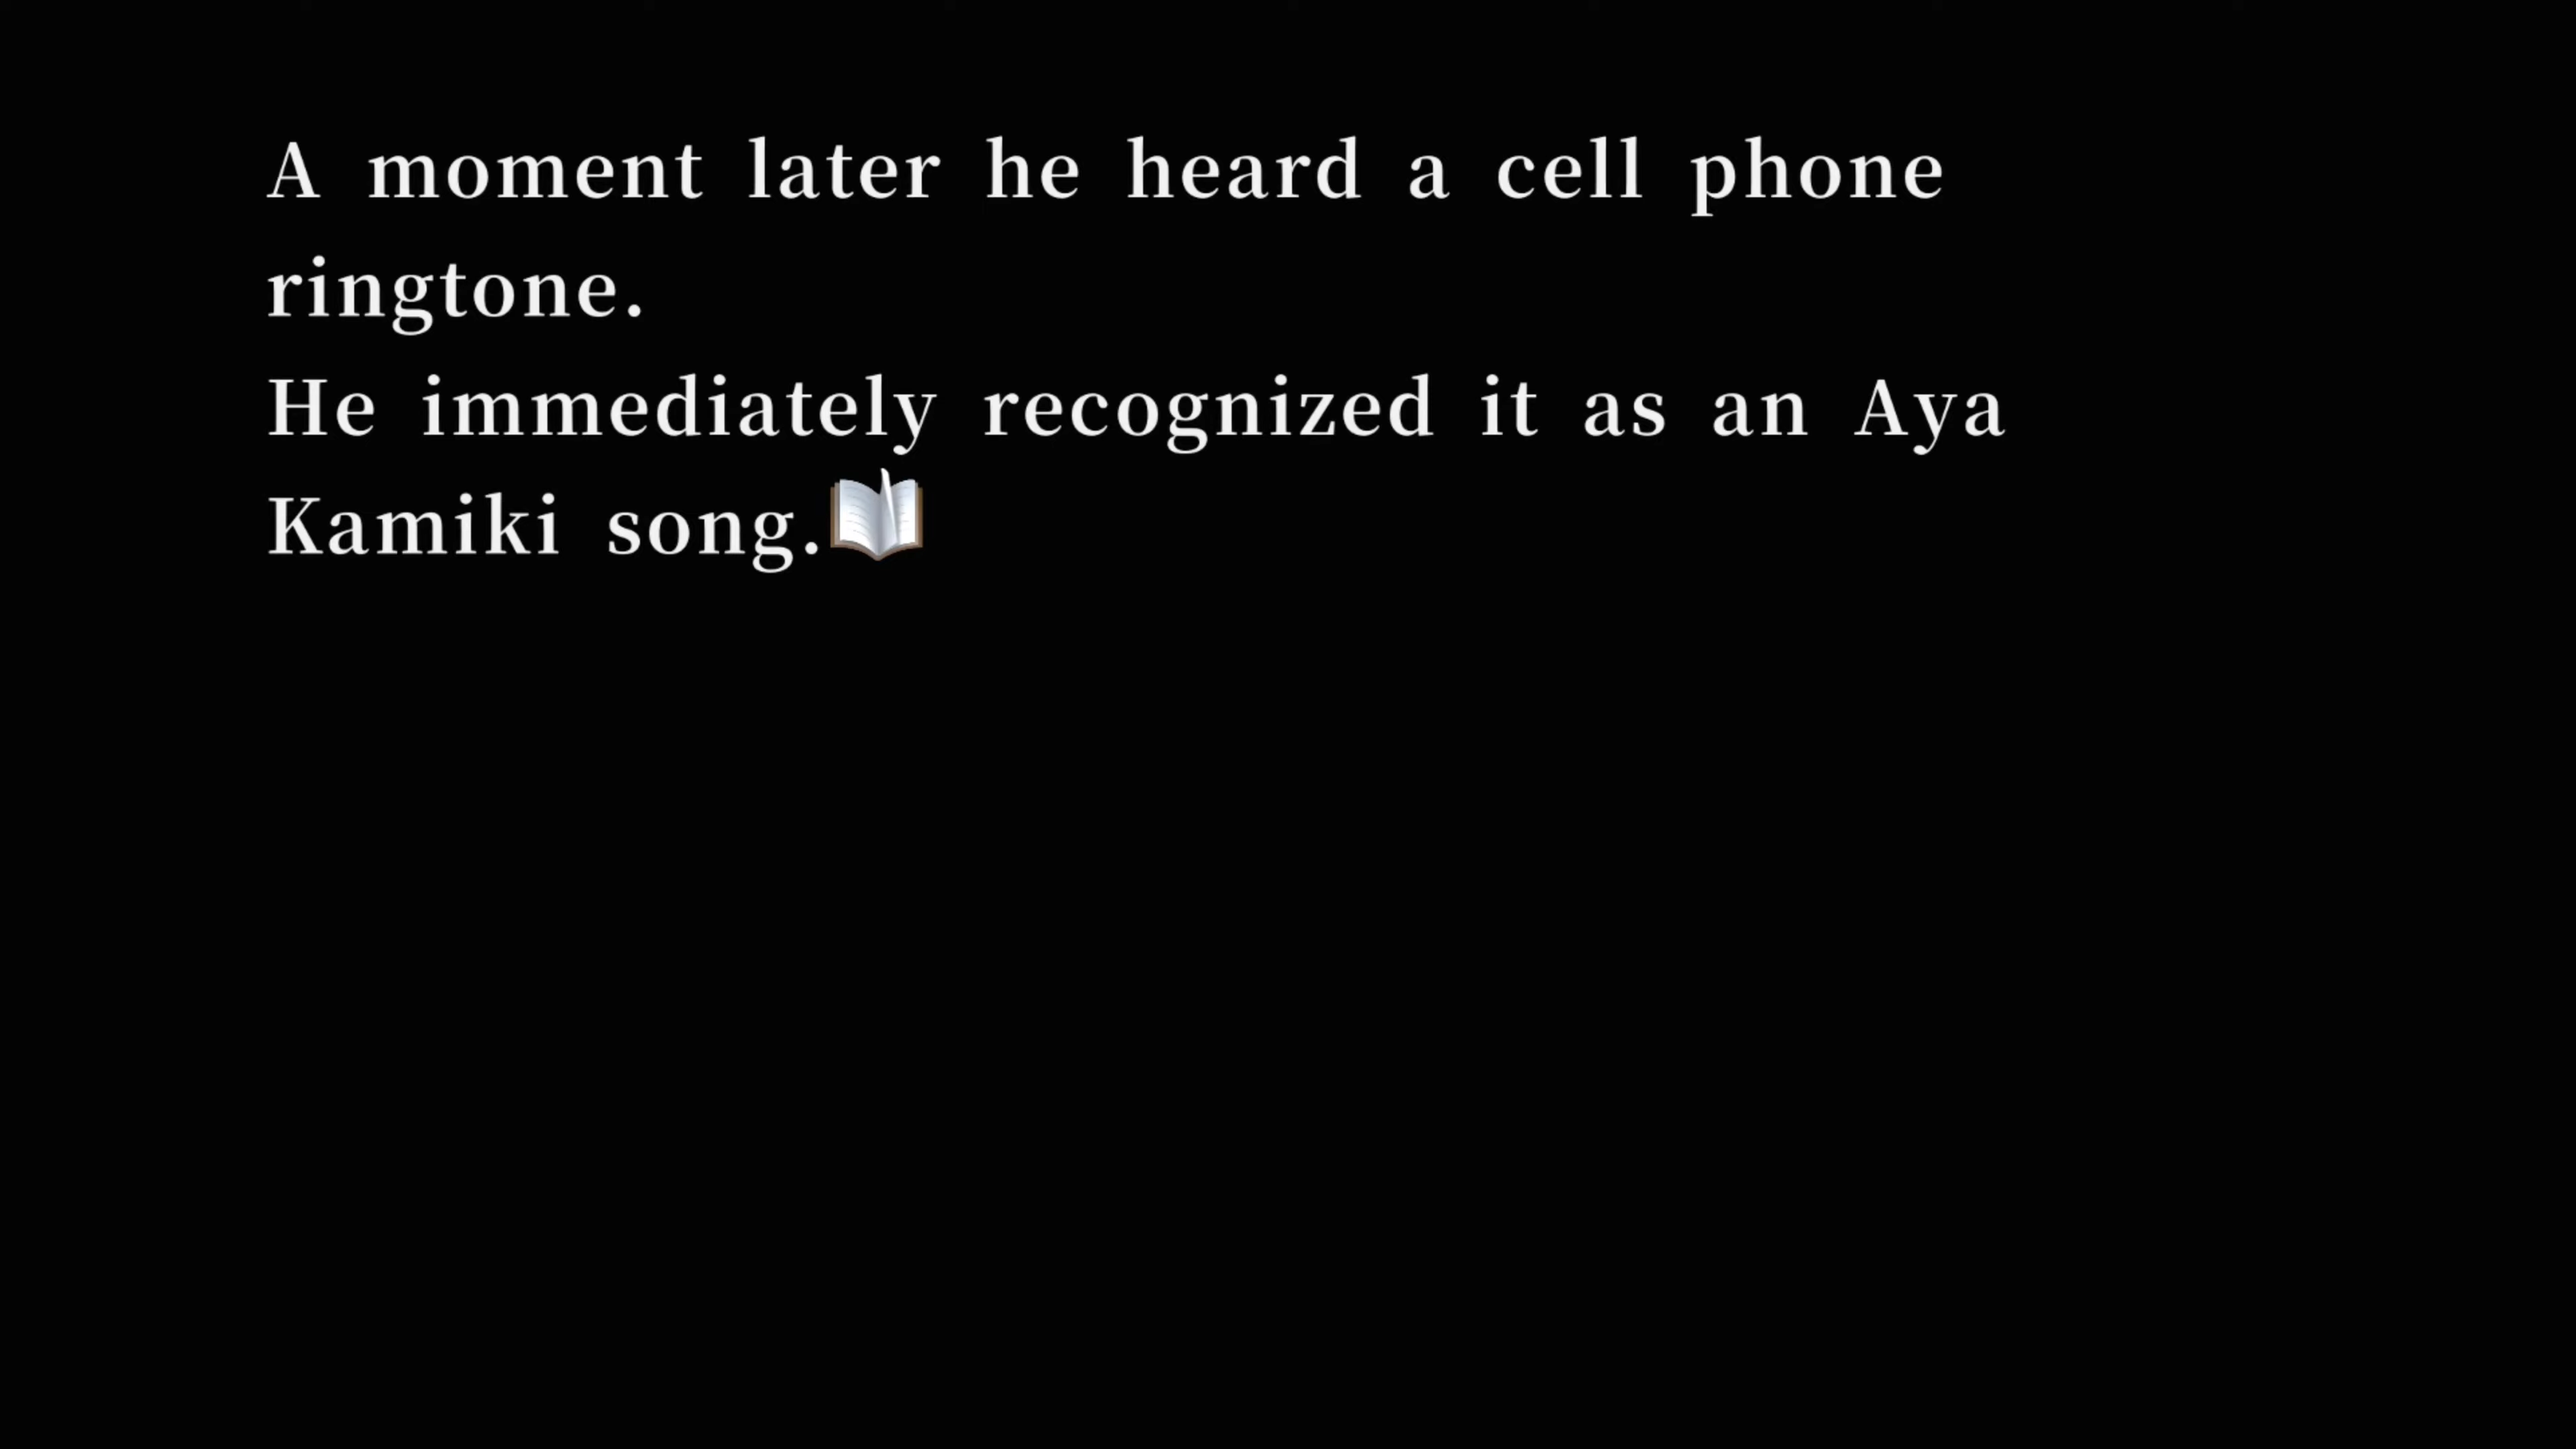 A moment later he heard a cell phone
ringtone.
He immediately recognized it as an Aya
Kamiki song.